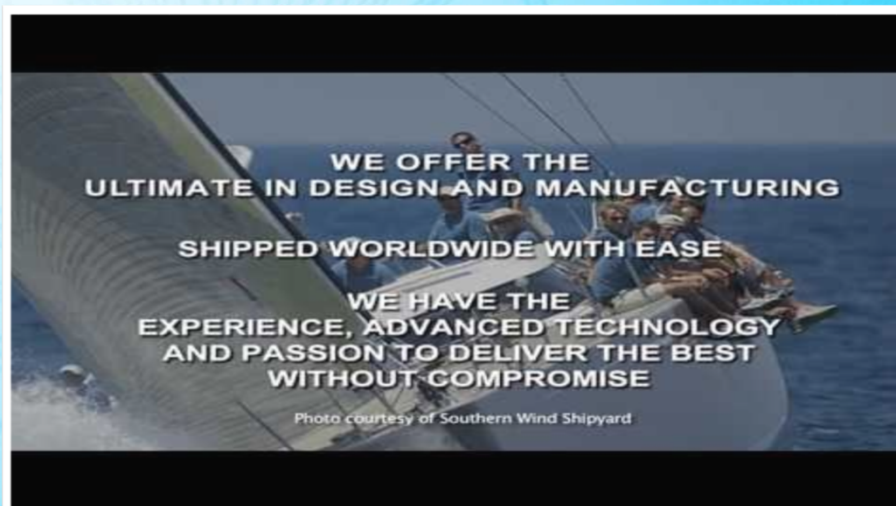 WE OFFER THE
ULTIMATE IN DESIGN AND MANUFACTURING
SHIPPED WORLDWIDE WITH EASE
WE HAVE THE
EXPERIENCE, ADVANCED TECHNOLOGY
AND PASSION TO DELIVER THE BEST
WITHOUT COMPROMISE
Photo courtesy of Southern Wind Shipyard